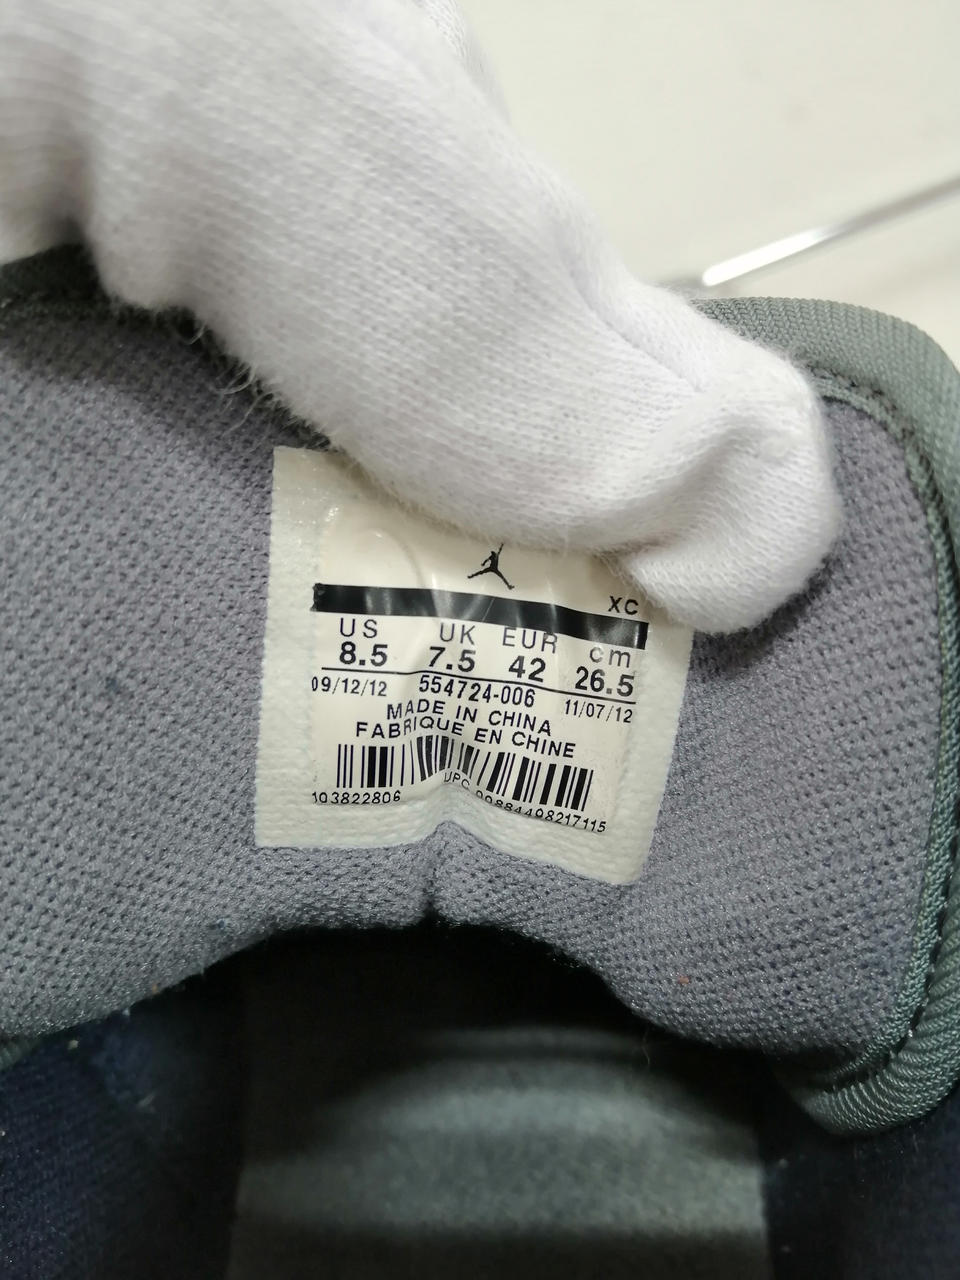 XC
US UK EUR cm
8.5 7.5 42 26.5
09/12/12 554724-006 11/07/12
MADE IN CHINA
FABRIQUE EN CHINE
103822806 UPC 00884498217115